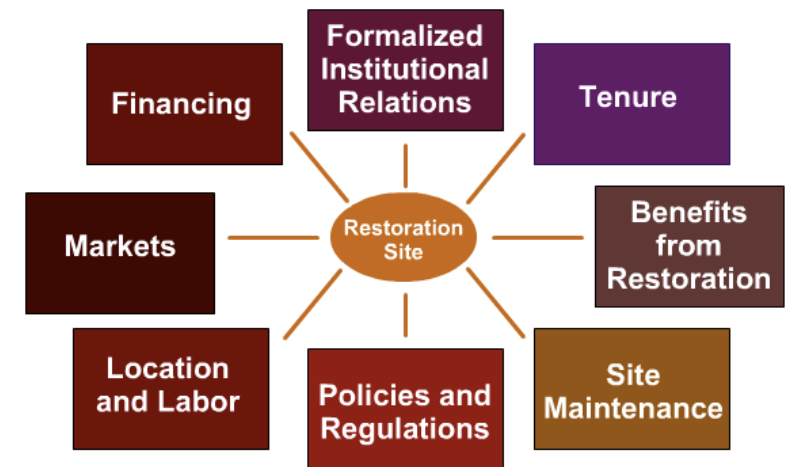 Formalized
Institutional
Relations
Financing
Tenure
Markets
Restoration
Site
Benefits
from
Restoration
Location
and Labor
Policies and
Regulations
Site
Maintenance